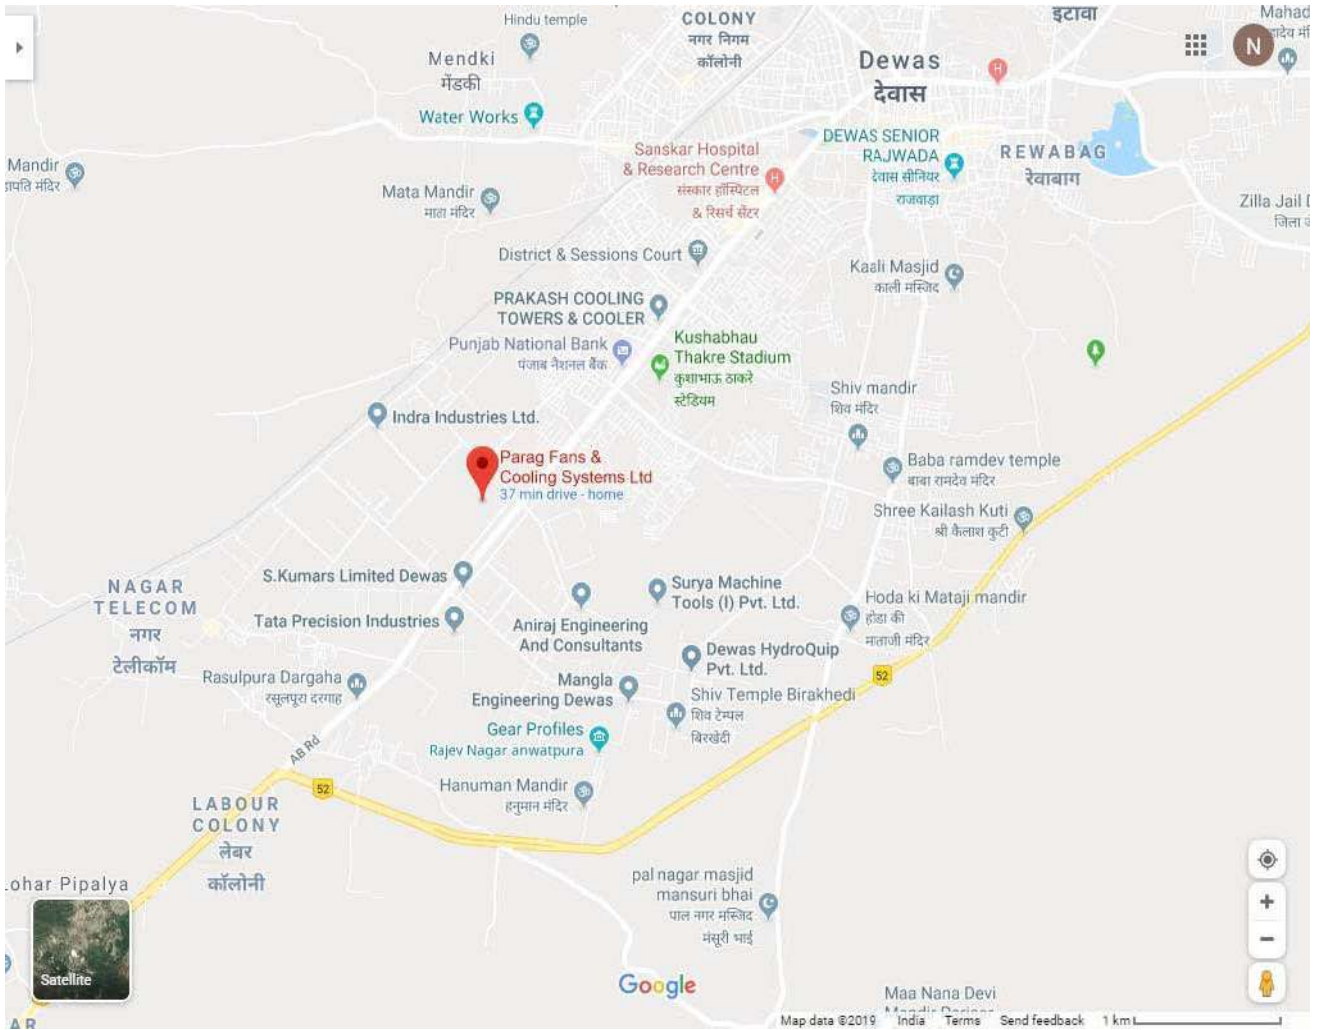 Hindu temple
COLONY
नगर निगम
कॉलोनी
इटावा
Mahad
N
Mendki
मेंडकी
Dewas
देवास
Water Works
DEWAS SENIOR
RAJWADA
देवास सीनियर
राजवाड़ा
REWABAG
रेवाबाग
Sanskar Hospital
& Research Centre
संस्कार हॉस्पिटल
& रिसर्च सेंटर
Mandir
Mata Mandir
माता मंदिर
Zilla Jail
District & Sessions Court
Kaali Masjid
काली मस्जिद
PRAKASH COOLING
TOWERS & COOLER
Punjab National Bank
पंजाब नैशनल बैंक
Kushabhau
Thakre Stadium
कुशाभाऊ ठाकरे
स्टेडियम
Shiv mandir
शिव मंदिर
Indra Industries Ltd.
Parag Fans &
Cooling Systems Ltd
37 min drive - home
Baba ramdev temple
बाबा रामदेव मंदिर
Shree Kailash Kuti
श्री कैलाश कुटी
S.Kumars Limited Dewas
NAGAR
TELECOM
नगर
टेलीकॉम
Tata Precision Industries
Aniraj Engineering
And Consultants
Surya Machine
Tools (I) Pvt. Ltd.
Hoda ki Mataji mandir
होडा की
माताजी मंदिर
Dewas HydroQuip
Pvt. Ltd.
52
Rasulpura Dargaha
रसूलपूरा दरगाह
Mangla
Engineering Dewas
Shiv Temple Birakhedi
शिव टेम्पल
बिरखेदी
Gear Profiles
Rajev Nagar anwatpura
AB Rd
52
Hanuman Mandir
हनुमान मंदिर
LABOUR
COLONY
लेबर
कॉलोनी
ohar Pipalya
pal nagar masjid
mansuri bhai
पाल नगर मस्जिद
मंसूरी भाई
Satellite
Google
Maa Nana Devi
AR
Map data ©2019 India Terms Send feedback 1 km